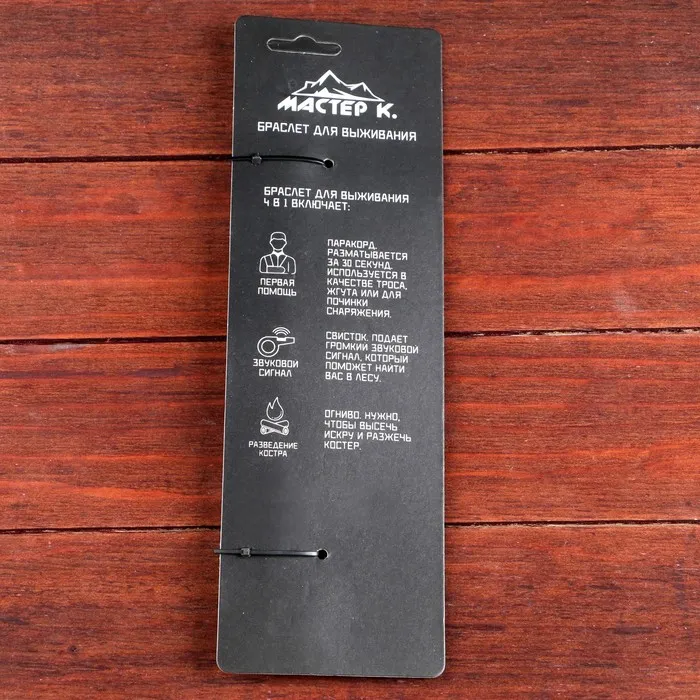 МАСТЕР К.
БРАСЛЕТ ДЛЯ ВЫЖИВАНИЯ
БРАСЛЕТ ДЛЯ ВЫЖИВАНИЯ
4 В 1 ВКЛЮЧАЕТ:
ПЕРВАЯ
ПОМОЩЬ
ПАРАКОРД.
РАЗМАТЫВАЕТСЯ
ЗА 30 СЕКУНД.
ИСПОЛЬЗУЕТСЯ В
КАЧЕСТВЕ ТРОСА,
ЖГУТА ИЛИ ДЛЯ
ПОЧИНКИ
СНАРЯЖЕНИЯ.
ЗВУКОВОЙ
СИГНАЛ
СВИСТОК. ПОДАЕТ
ГРОМКИЙ ЗВУКОВОЙ
СИГНАЛ, КОТОРЫЙ
ПОМОЖЕТ НАЙТИ
ВАС В ЛЕСУ.
РАЗВЕДЕНИЕ
КОСТРА
ОГНИВО. НУЖНО,
ЧТОБЫ ВЫСЕЧЬ
ИСКРУ И РАЗЖЕЧЬ
КОСТЕР.